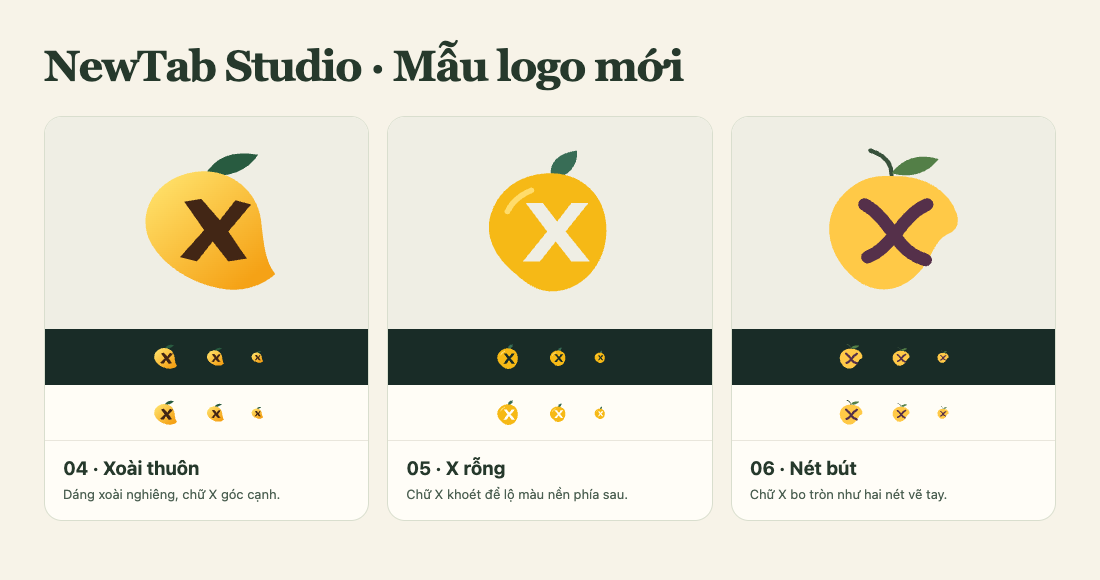 NewTab Studio · Mẫu logo mới
X
X
X
04 · Xoài thuôn
Dáng xoài nghiêng, chữ X góc cạnh.
05 · X rỗng
Chữ X khoét để lộ màu nền phía sau.
06 · Nét bút
Chữ X bo tròn như hai nét vẽ tay.